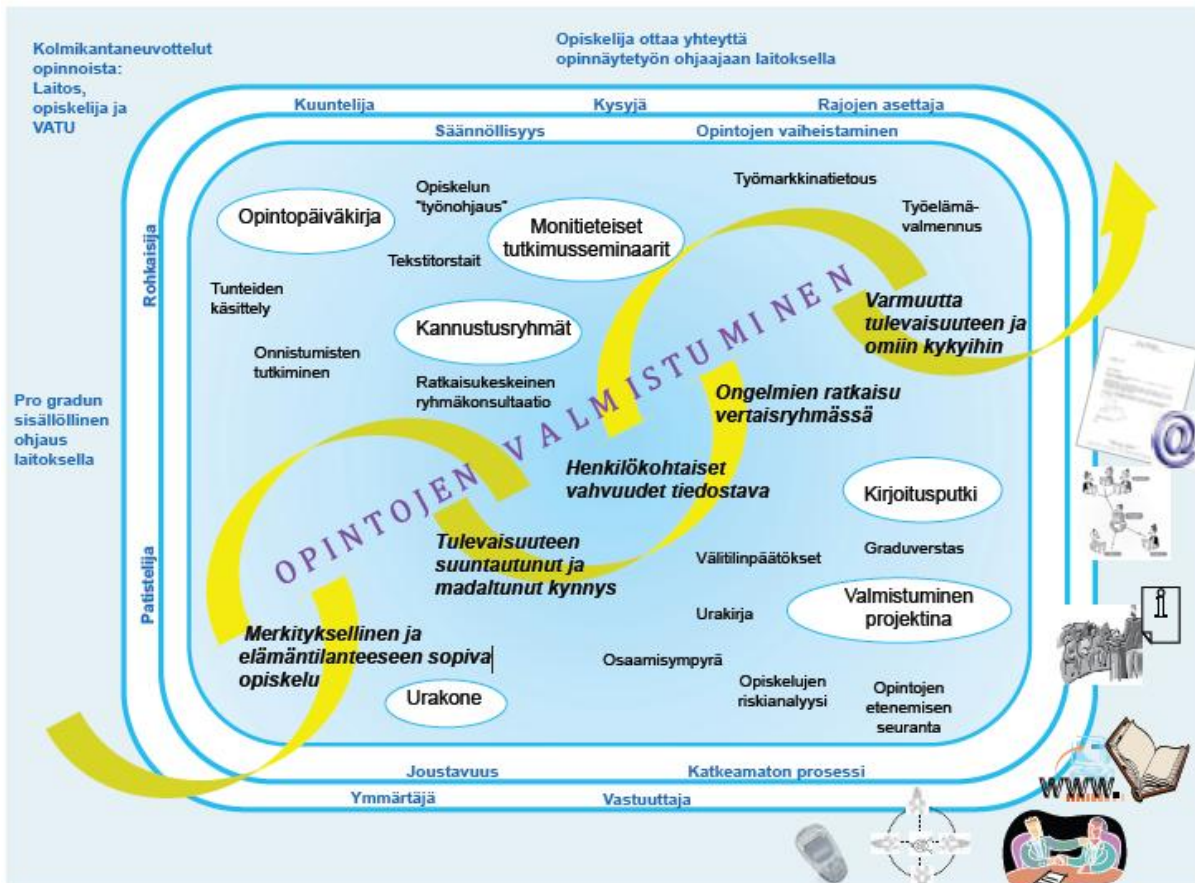 Kolmikantaneuvottelut
opinnoista:
Laitos,
opiskelija ja
VATU
Opiskelija ottaa yhteyttä
opinnäytetyön ohjaajaan laitoksella
Kuuntelija
Kysyjä
Rajojen asettaja
Säännöllisyys
Opintojen vaiheistaminen
Rohkaisija
Patistelija
Pro gradun
sisällöllinen
ohjaus
laitoksella
Opintopäiväkirja
Opiskelun
"työnohjaus"
Monitieteiset
tutkimusseminaarit
Työmarkkinatietous
Työelämä-
valmennus
Tekstitorstait
Tunteiden
käsittely
Kannustusryhmät
Onnistumisten
tutkiminen
Ratkaisukeskeinen
ryhmäkonsultaatio
OPINTOJEN VALMISTUMINEN
Varmuutta
tulevaisuuteen ja
omiin kykyihin
Ongelmien ratkaisu
vertaisryhmässä
Henkilökohtaiset
vahvuudet tiedostava
Tulevaisuuteen
suuntautunut ja
madaltunut kynnys
Merkityksellinen ja
elämäntilanteeseen sopiva
opiskelu
Kirjoitusputki
Välitilinpäätökset
Graduverstas
Urakirja
Valmistuminen
projektina
Osaamisympyrä
Opiskelujen
riskianalyysi
Opintojen
etenemisen
seuranta
Urakone
Joustavuus
Katkeamaton prosessi
Ymmärtäjä
Vastuuttaja
@
i
www.